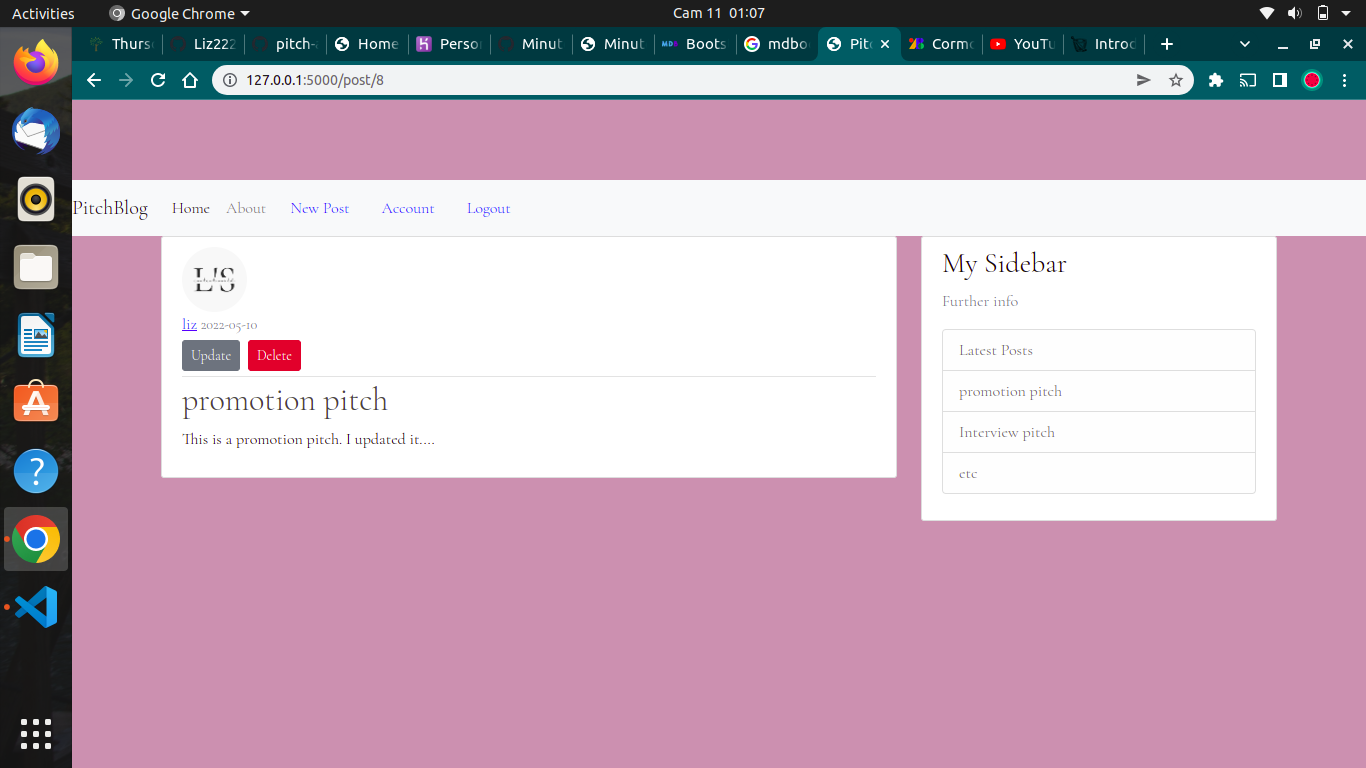 Activities Google Chrome Cam 11 01:07
Thurs Liz222 pitch- Home Perso Minut Minut MD Boots mdbo Pit Corm YouTu Introd
127.0.0.1:5000/post/8
PitchBlog Home About New Post Account Logout
L/S
liz 2022-05-10
Update Delete
promotion pitch
This is a promotion pitch. I updated it....
My Sidebar
Further info
Latest Posts
promotion pitch
Interview pitch
etc